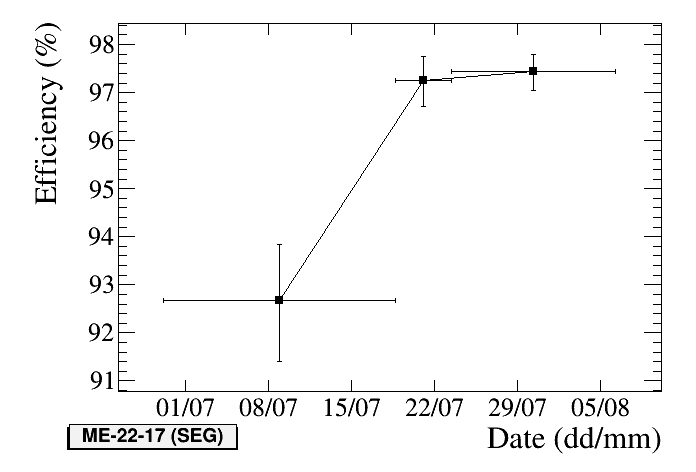 Efficiency (%)
98
97
96
95
94
93
92
91
01/07 08/07 15/07 22/07 29/07 05/08
ME-22-17 (SEG)
Date (dd/mm)